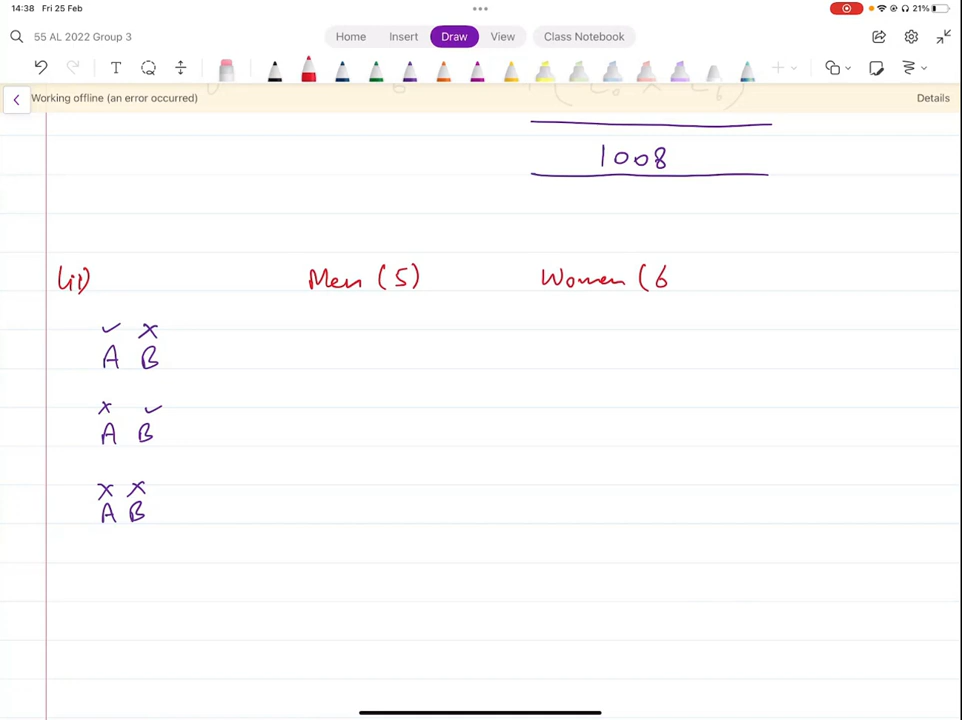 14:38 Fri 25 Feb
21%
55 AL 2022 Group 3
Home Insert Draw View Class Notebook
T
Working offline (an error occurred) Details
1008
(ii) Men (5) Women (6
✓ ×
A B
× ✓
A B
× ×
A B